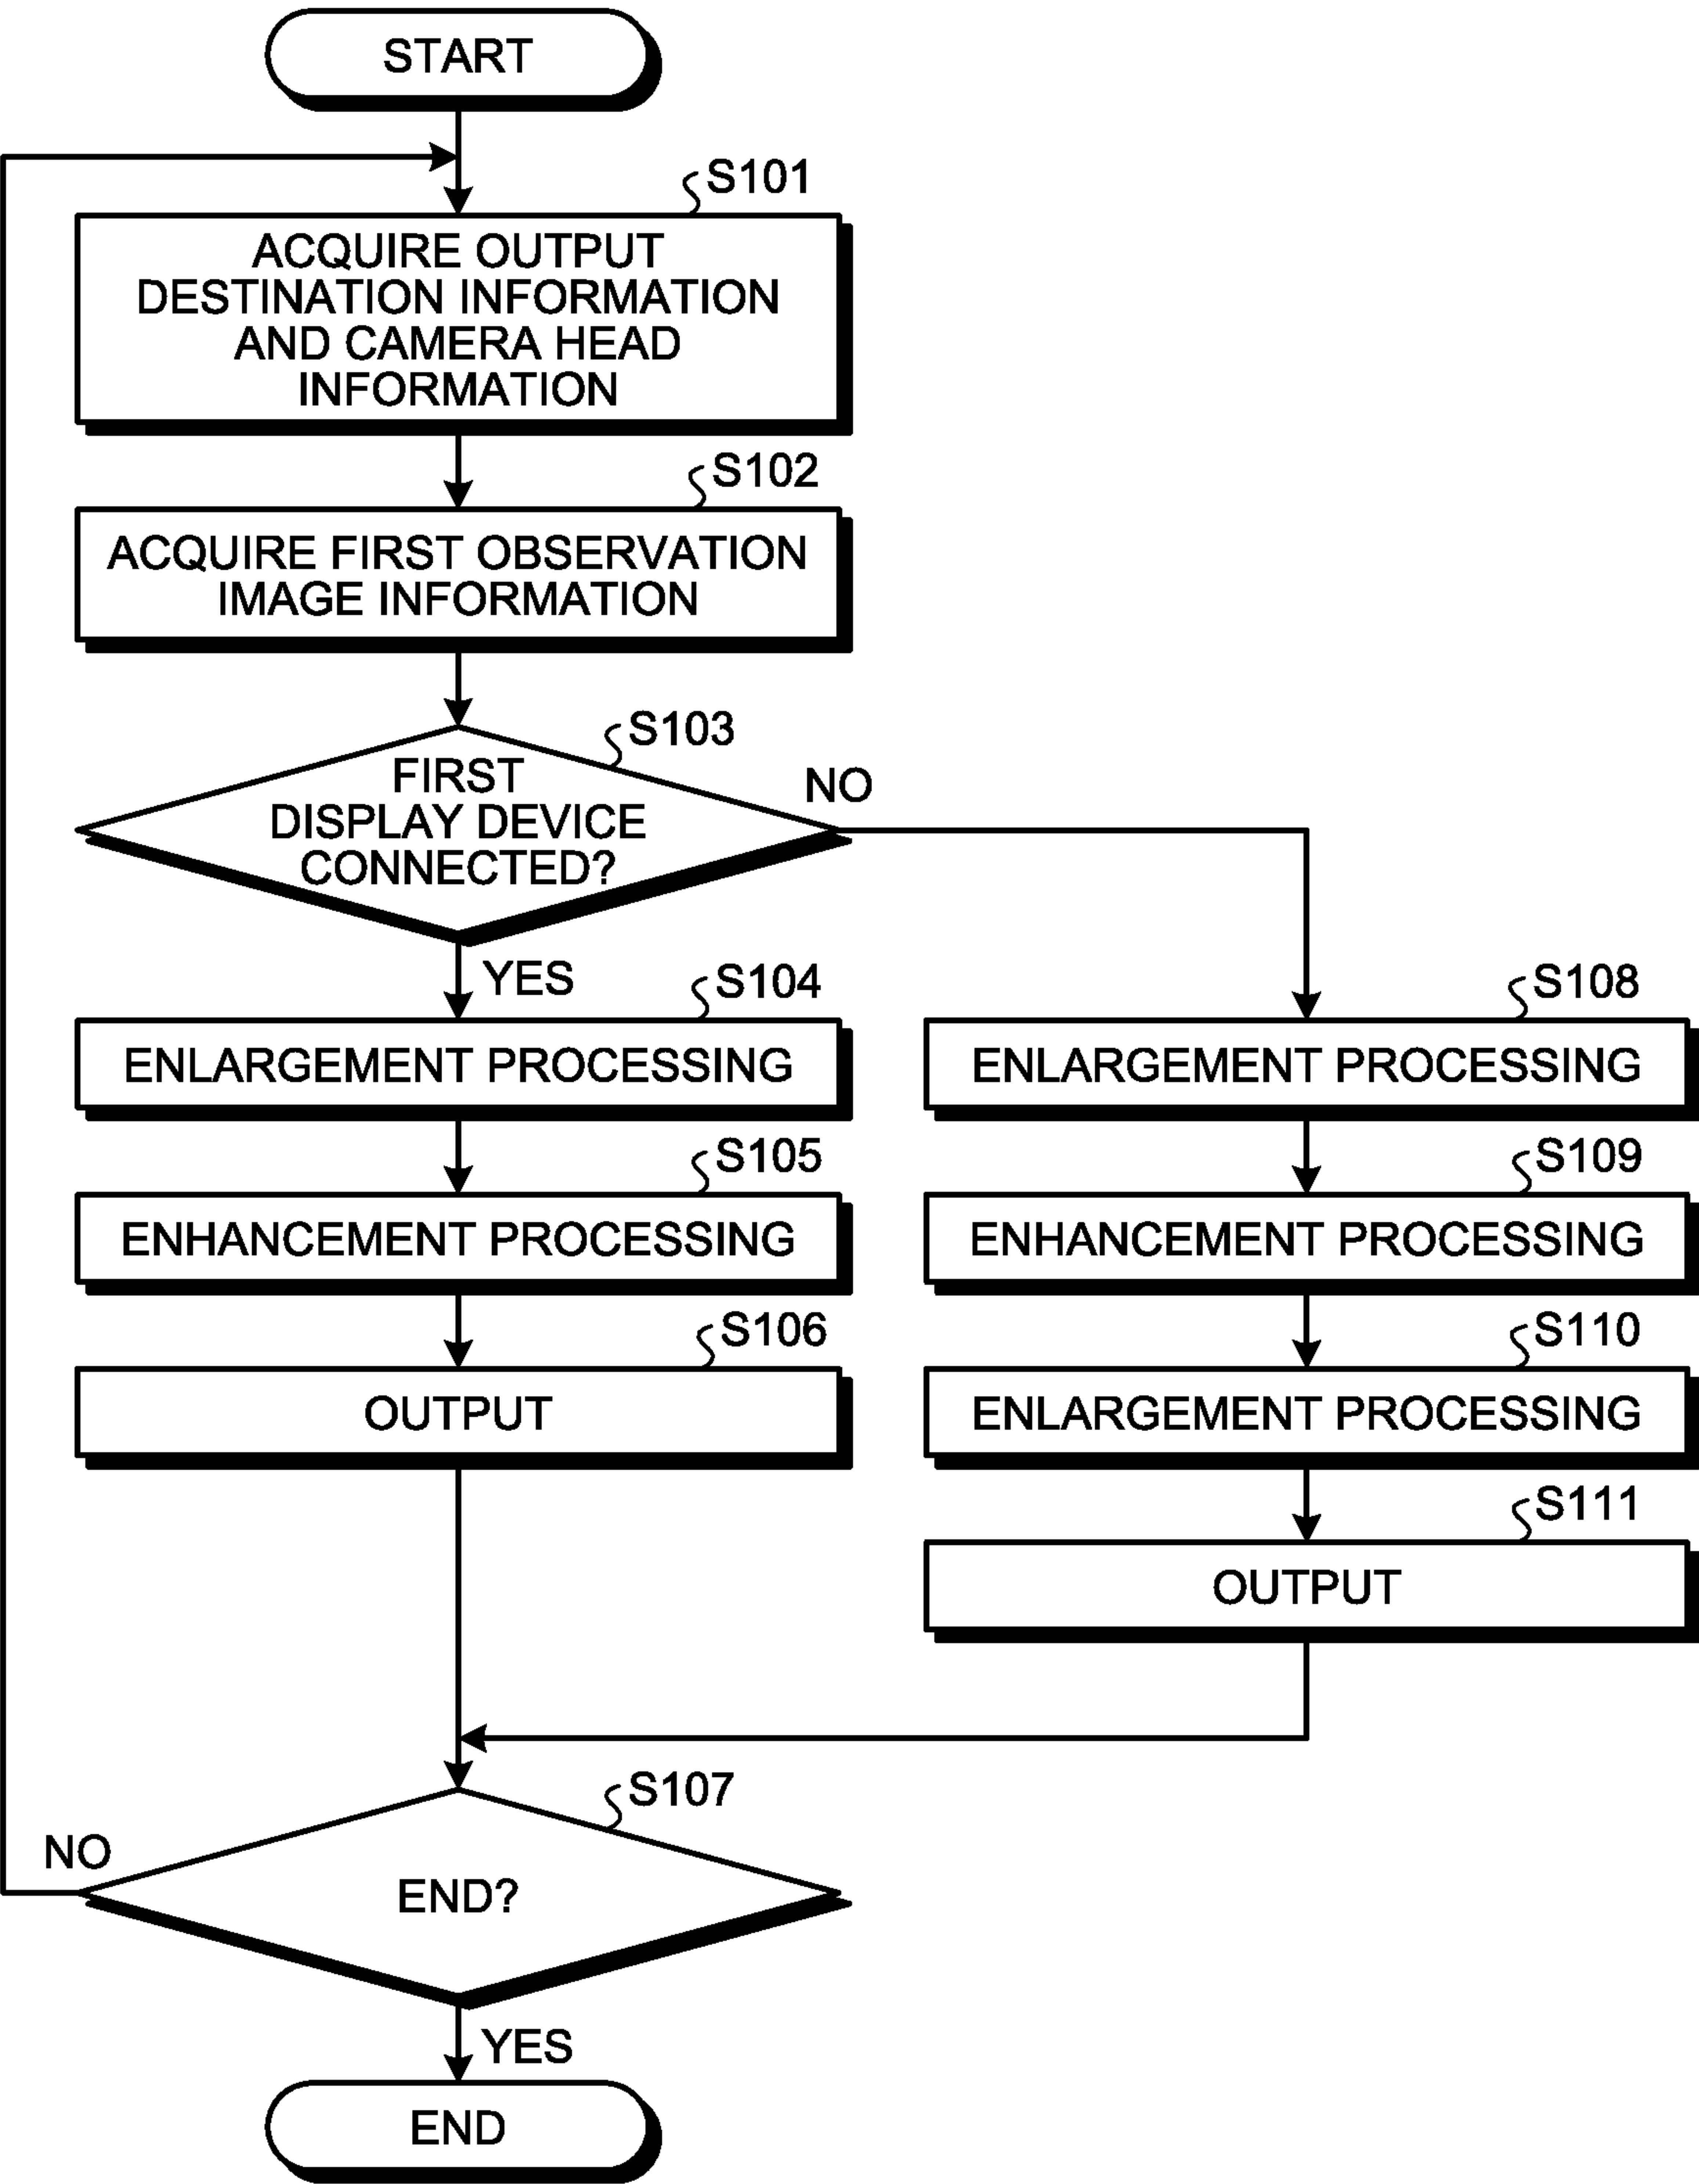 START
S101
ACQUIRE OUTPUT
DESTINATION INFORMATION
AND CAMERA HEAD
INFORMATION
S102
ACQUIRE FIRST OBSERVATION
IMAGE INFORMATION
S103
FIRST
DISPLAY DEVICE
CONNECTED?
NO
YES
S104
ENLARGEMENT PROCESSING
S105
ENHANCEMENT PROCESSING
S106
OUTPUT
S108
ENLARGEMENT PROCESSING
S109
ENHANCEMENT PROCESSING
S110
ENLARGEMENT PROCESSING
S111
OUTPUT
S107
NO
END?
YES
END